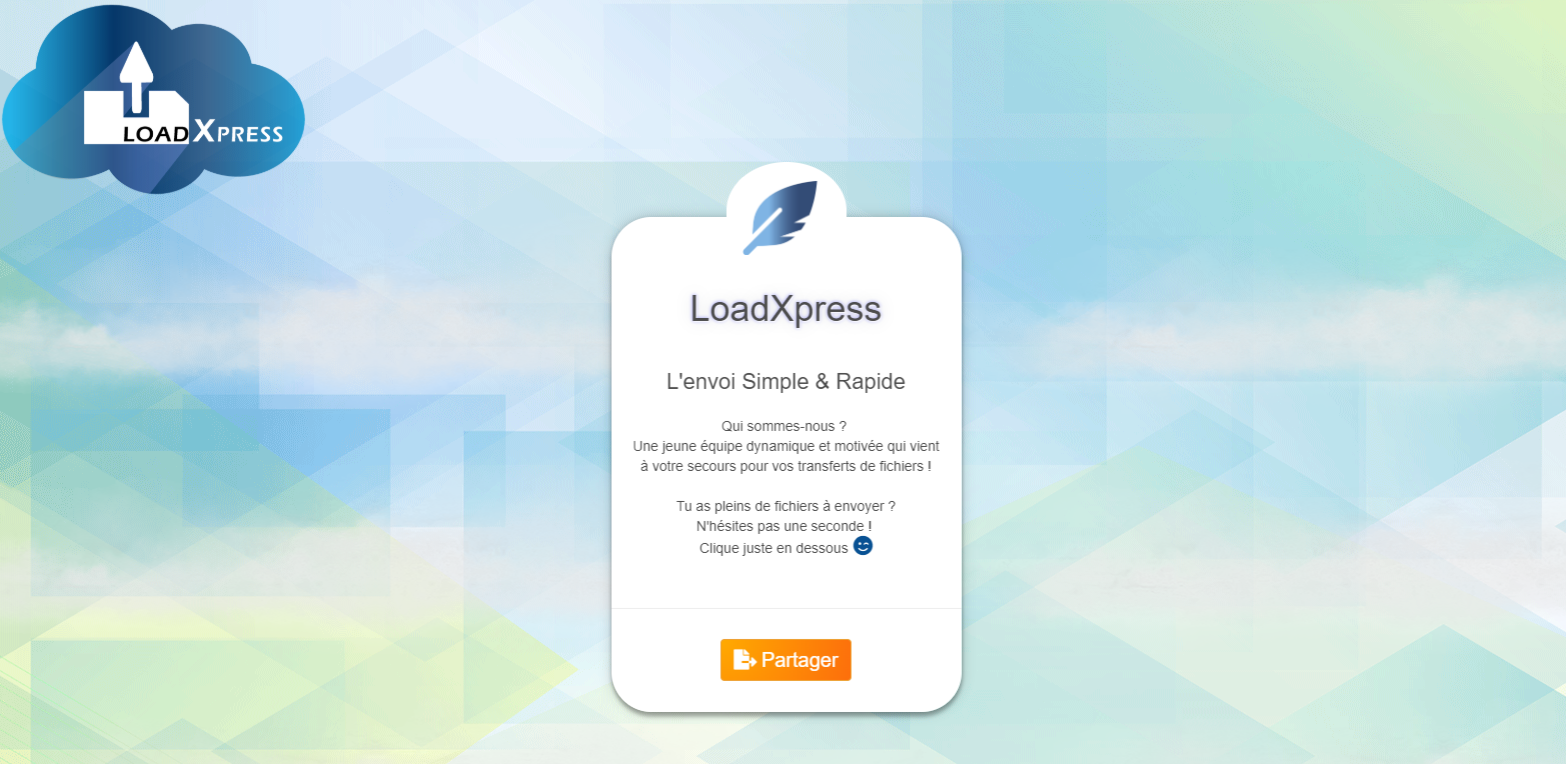 LOADXPRESS
LoadXpress
L'envoi Simple & Rapide
Qui sommes-nous ?
Une jeune équipe dynamique et motivée qui vient
à votre secours pour vos transferts de fichiers !
Tu as pleins de fichiers à envoyer ?
N'hésites pas une seconde !
Clique juste en dessous
Partager